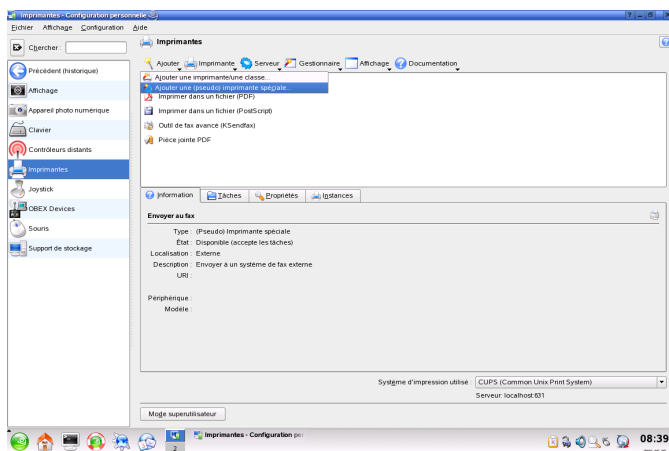 Imprimantes - Configuration personnelle
Fichier Affichage Configuration Aide
Chercher :
Imprimantes
Ajouter Imprimante Serveur Gestionnaire Affichage Documentation
Ajouter une imprimante/une classe...
Ajouter une (pseudo) imprimante spéciale...
Imprimer dans un fichier (PDF)
Imprimer dans un fichier (PostScript)
Outil de fax avancé (KSendfax)
Pièce jointe PDF
Précédent (historique)
Affichage
Appareil photo numérique
Clavier
Contrôleurs distants
Imprimantes
Joystick
OBEX Devices
Souris
Support de stockage
Information Tâches Propriétés Instances
Envoyer au fax
Type : (Pseudo) Imprimante spéciale
État : Disponible (accepte les tâches)
Localisation : Externe
Description : Envoyer à un système de fax externe
URI :
Périphérique :
Modèle :
Système d'impression utilisé : CUPS (Common Unix Print System)
Serveur: localhost:631
Mode superutilisateur
2
Imprimantes - Configuration per
08:39